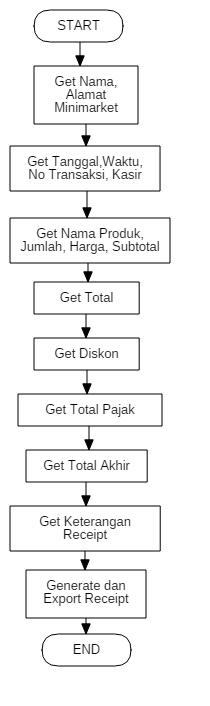 START
Get Nama,
Alamat
Minimarket
Get Tanggal,Waktu,
No Transaksi, Kasir
Get Nama Produk,
Jumlah, Harga, Subtotal
Get Total
Get Diskon
Get Total Pajak
Get Total Akhir
Get Keterangan
Receipt
Generate dan
Export Receipt
END